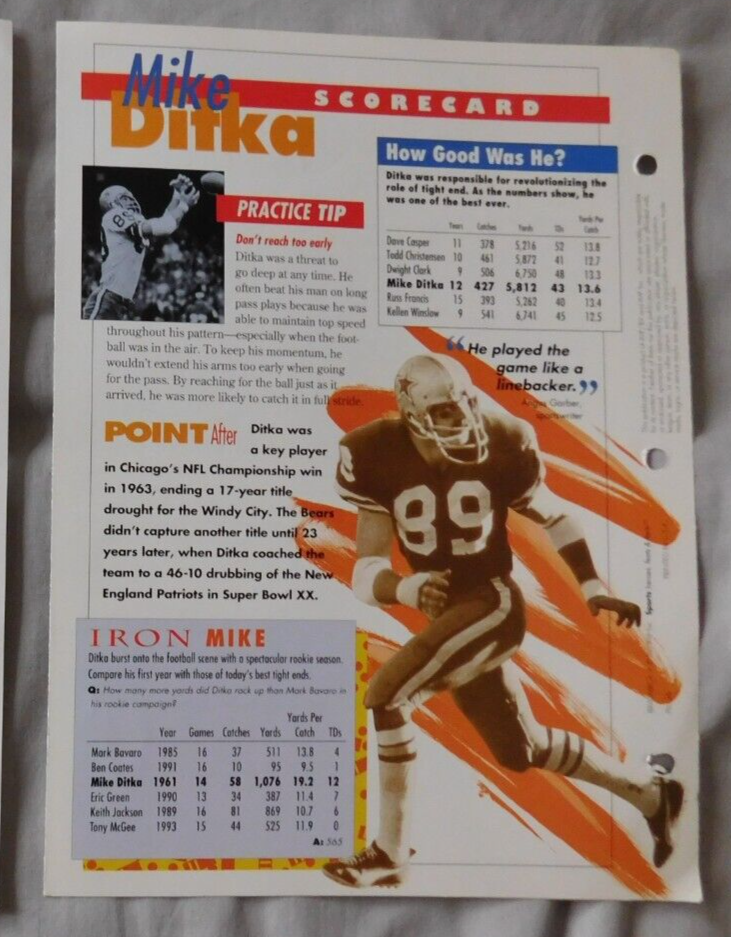 Mike
Ditka
SCORECARD
PRACTICE TIP
Don't reach too early
Ditka was a threat to
go deep at any time. He
often beat his man on long
pass plays because he was
able to maintain top speed
throughout his pattern—especially when the foot-
ball was in the air. To keep his momentum, he
wouldn't extend his arms too early when going
for the pass. By reaching for the ball just as it
arrived, he was more likely to catch it in full stride.
How Good Was He?
Ditka was responsible for revolutionizing the
role of tight end. As the numbers show, he
was one of the best ever.
Years Catches Yards TDs Yards Per Catch
Dave Casper 11 378 5,216 52 13.8
Todd Christensen 10 461 5,872 41 12.7
Dwight Clark 9 506 6,750 48 13.3
Mike Ditka 12 427 5,812 43 13.6
Russ Francis 15 393 5,262 40 13.4
Kellen Winslow 9 541 6,741 45 12.5
“He played the
game like a
linebacker.”
Garber,
sportswriter
POINT After
Ditka was
a key player
in Chicago's NFL Championship win
in 1963, ending a 17-year title
drought for the Windy City. The Bears
didn't capture another title until 23
years later, when Ditka coached the
team to a 46-10 drubbing of the New
England Patriots in Super Bowl XX.
89
IRON MIKE
Ditka burst onto the football scene with a spectacular rookie season.
Compare his first year with those of today's best tight ends.
Q: How many more yards did Ditka rack up than Mark Bavaro in
his rookie campaign?
Year Games Catches Yards Yards Per Catch TDs
Mark Bavaro 1985 16 37 511 13.8 4
Ben Coates 1991 16 10 95 9.5 1
Mike Ditka 1961 14 58 1,076 19.2 12
Eric Green 1990 13 34 387 11.4 7
Keith Jackson 1989 16 81 869 10.7 6
Tony McGee 1993 15 44 525 11.9 0
A: 565